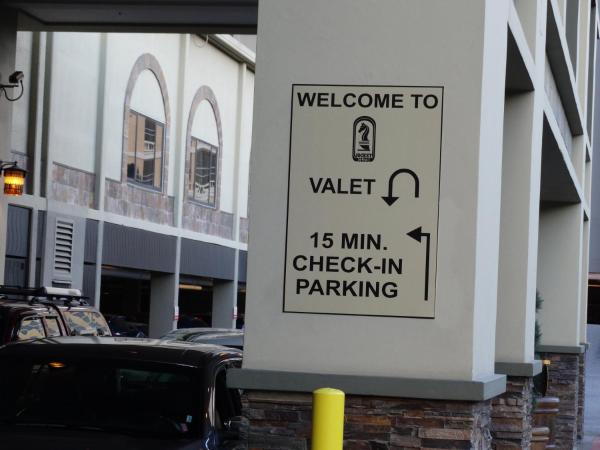 WELCOME TO
VALET
15 MIN.
CHECK-IN
PARKING